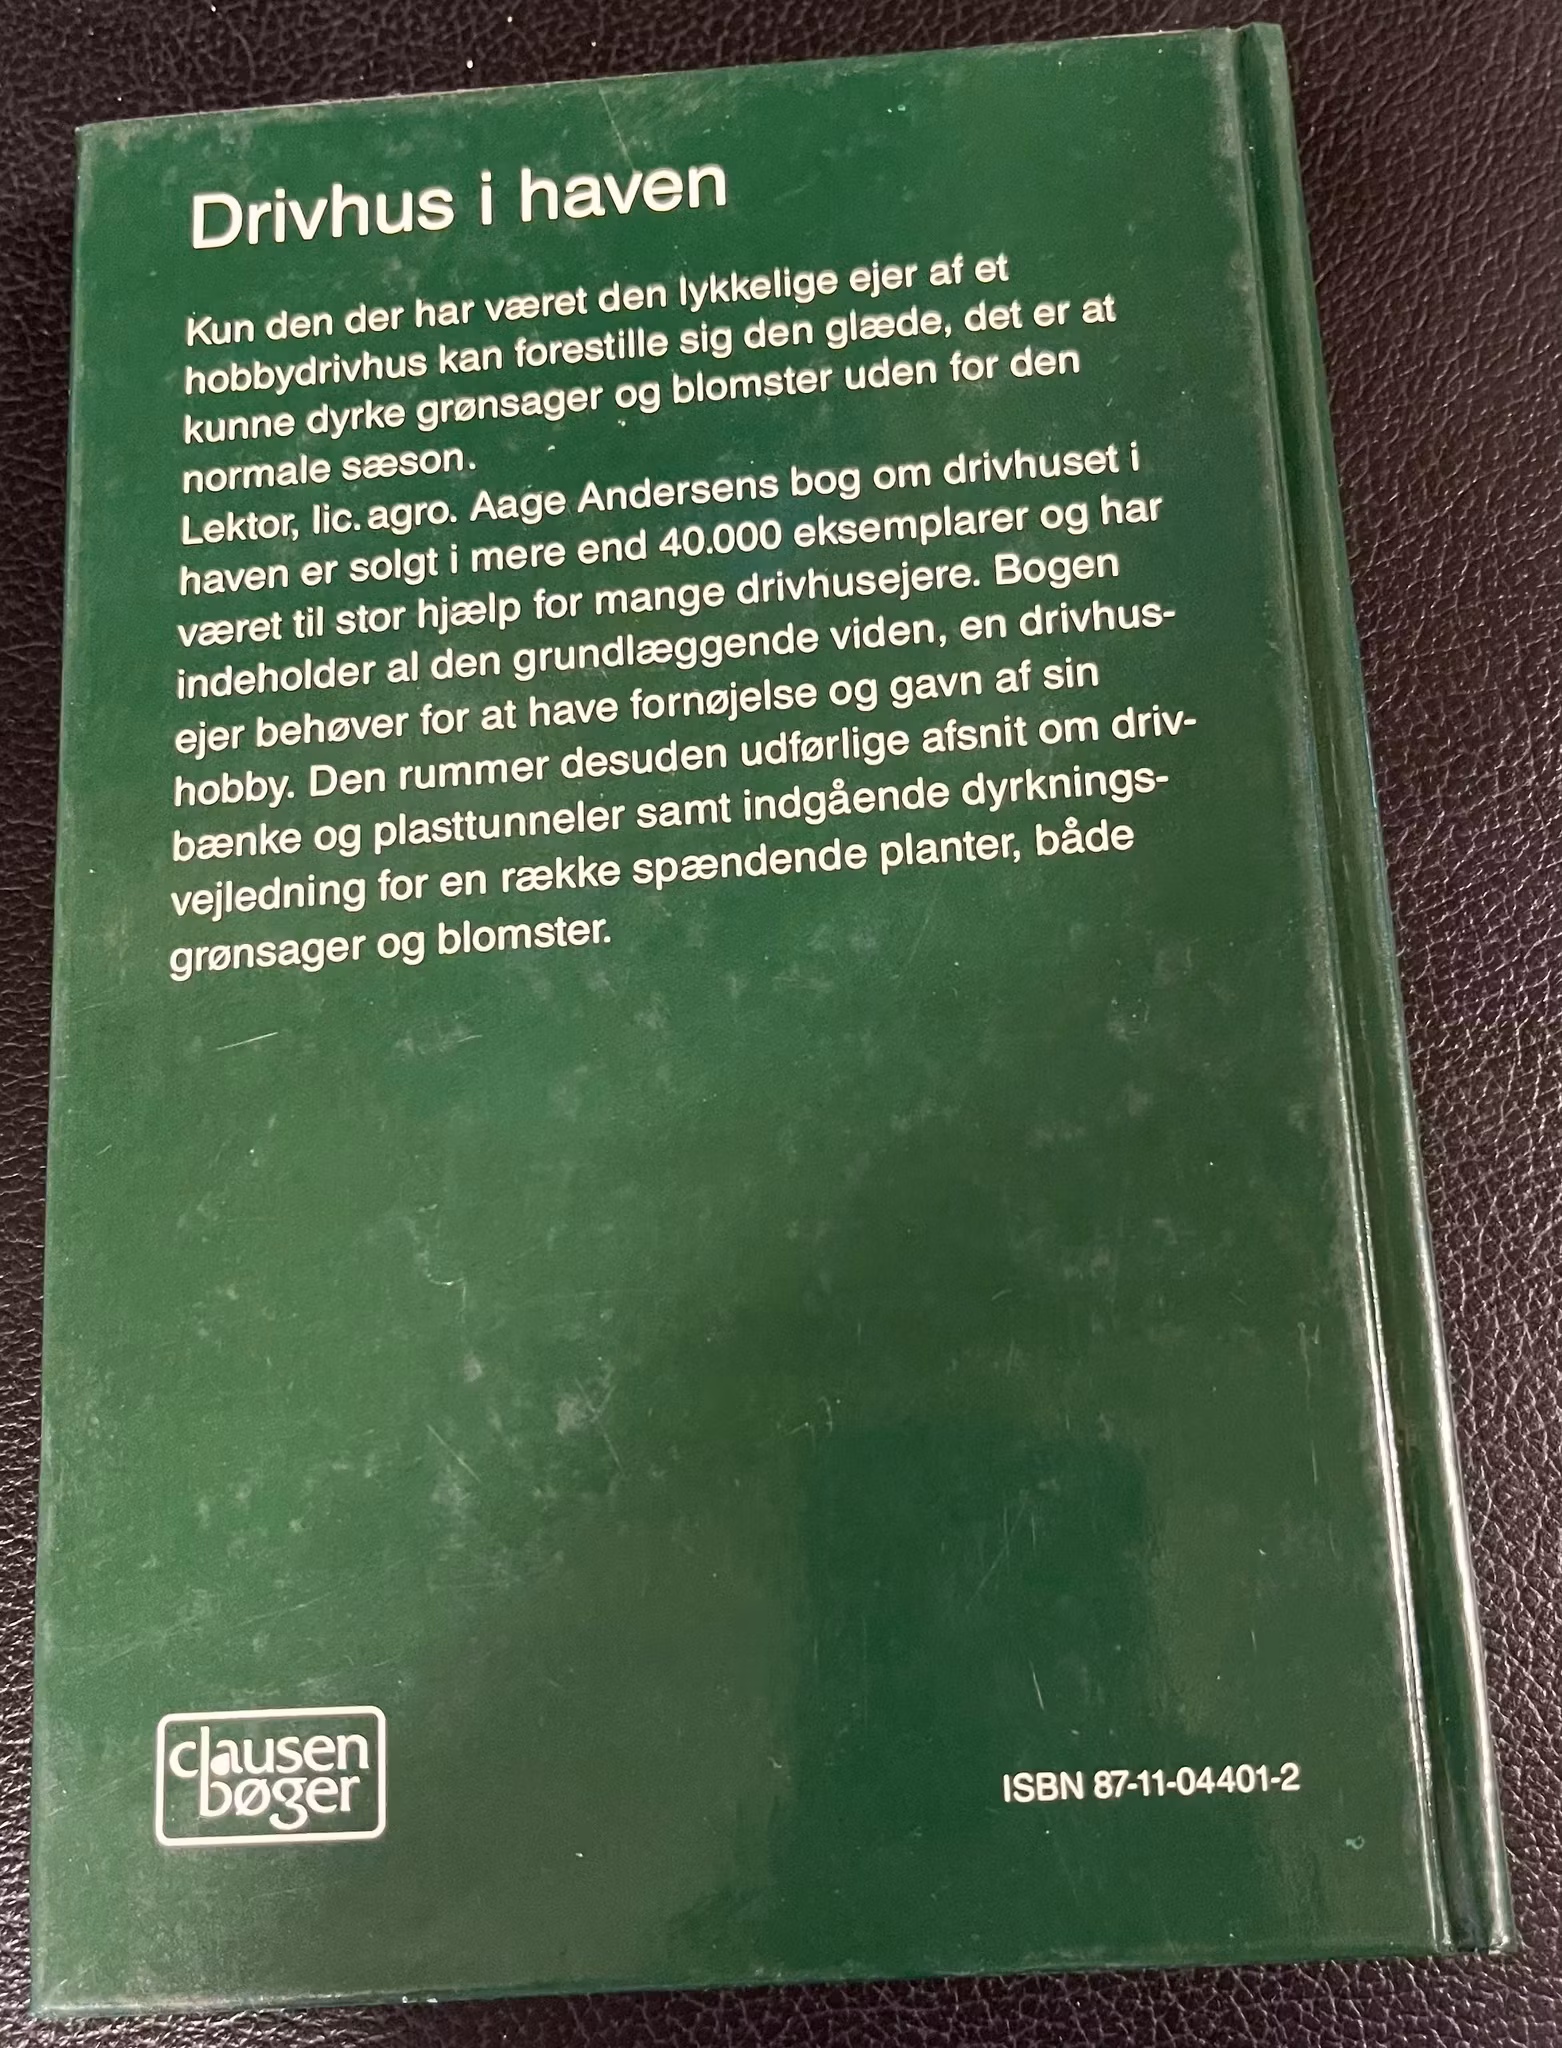 Drivhus i haven
Kun den der har været den lykkelige ejer af et
hobbydrivhus kan forestille sig den glæde, det er at
kunne dyrke grønsager og blomster uden for den
normale sæson.
Lektor, lic. agro. Aage Andersens bog om drivhuset i
haven er solgt i mere end 40.000 eksemplarer og har
været til stor hjælp for mange drivhusejere. Bogen
indeholder al den grundlæggende viden, en drivhus-
ejer behøver for at have fornøjelse og gavn af sin
hobby. Den rummer desuden udførlige afsnit om driv-
bænke og plasttunneler samt indgående dyrknings-
vejledning for en række spændende planter, både
grønsager og blomster.
clausen
bøger
ISBN 87-11-04401-2